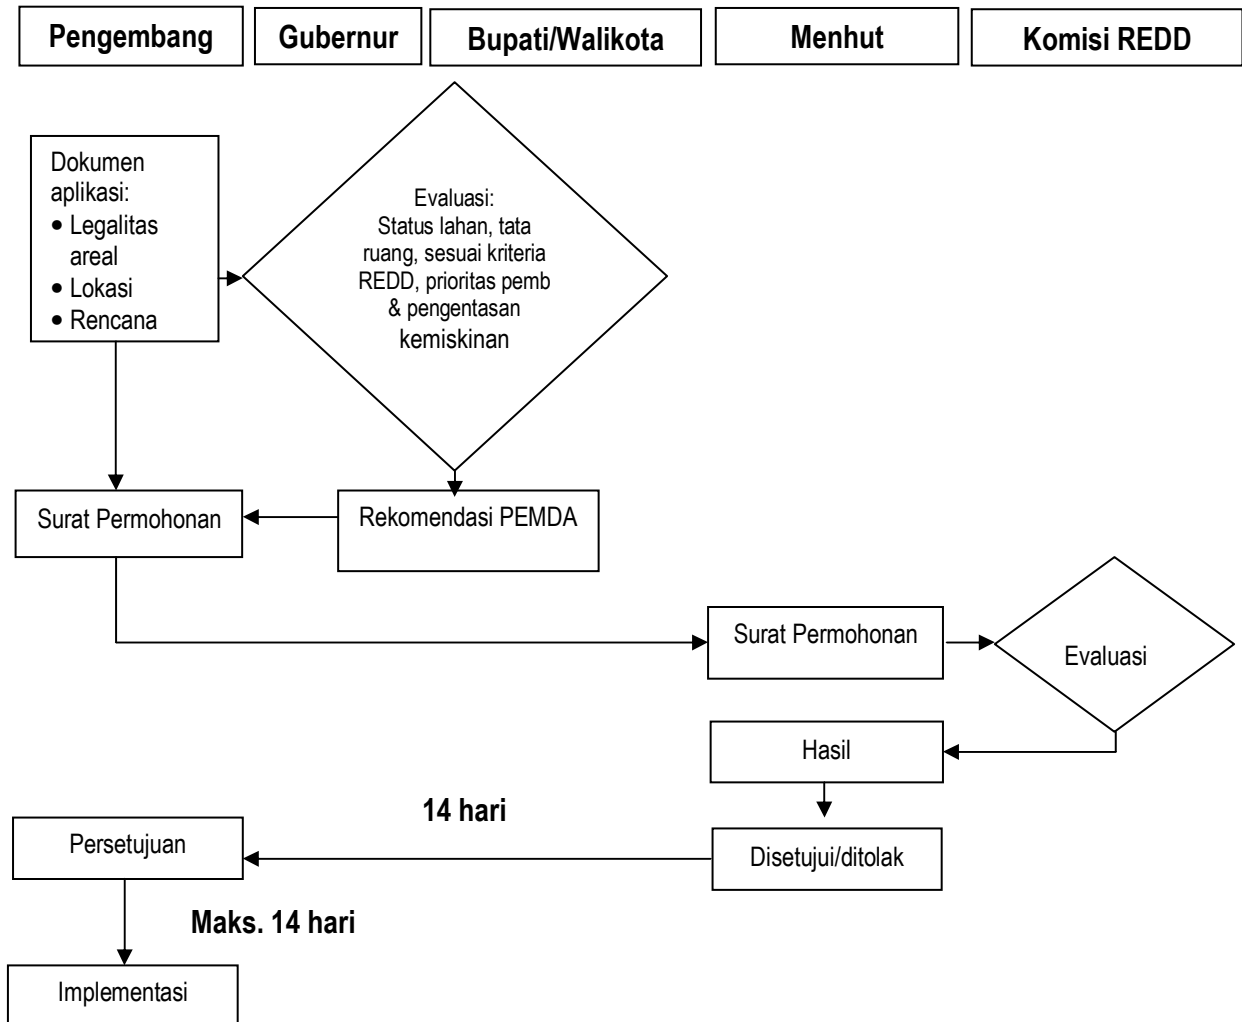 Pengembang
Gubernur
Bupati/Walikota
Menhut
Komisi REDD
Dokumen
aplikasi:
• Legalitas
areal
• Lokasi
• Rencana
Evaluasi:
Status lahan, tata
ruang, sesuai kriteria
REDD, prioritas pemb
& pengentasan
kemiskinan
Surat Permohonan
Rekomendasi PEMDA
Surat Permohonan
Evaluasi
Hasil
14 hari
Persetujuan
Disetujui/ditolak
Maks. 14 hari
Implementasi